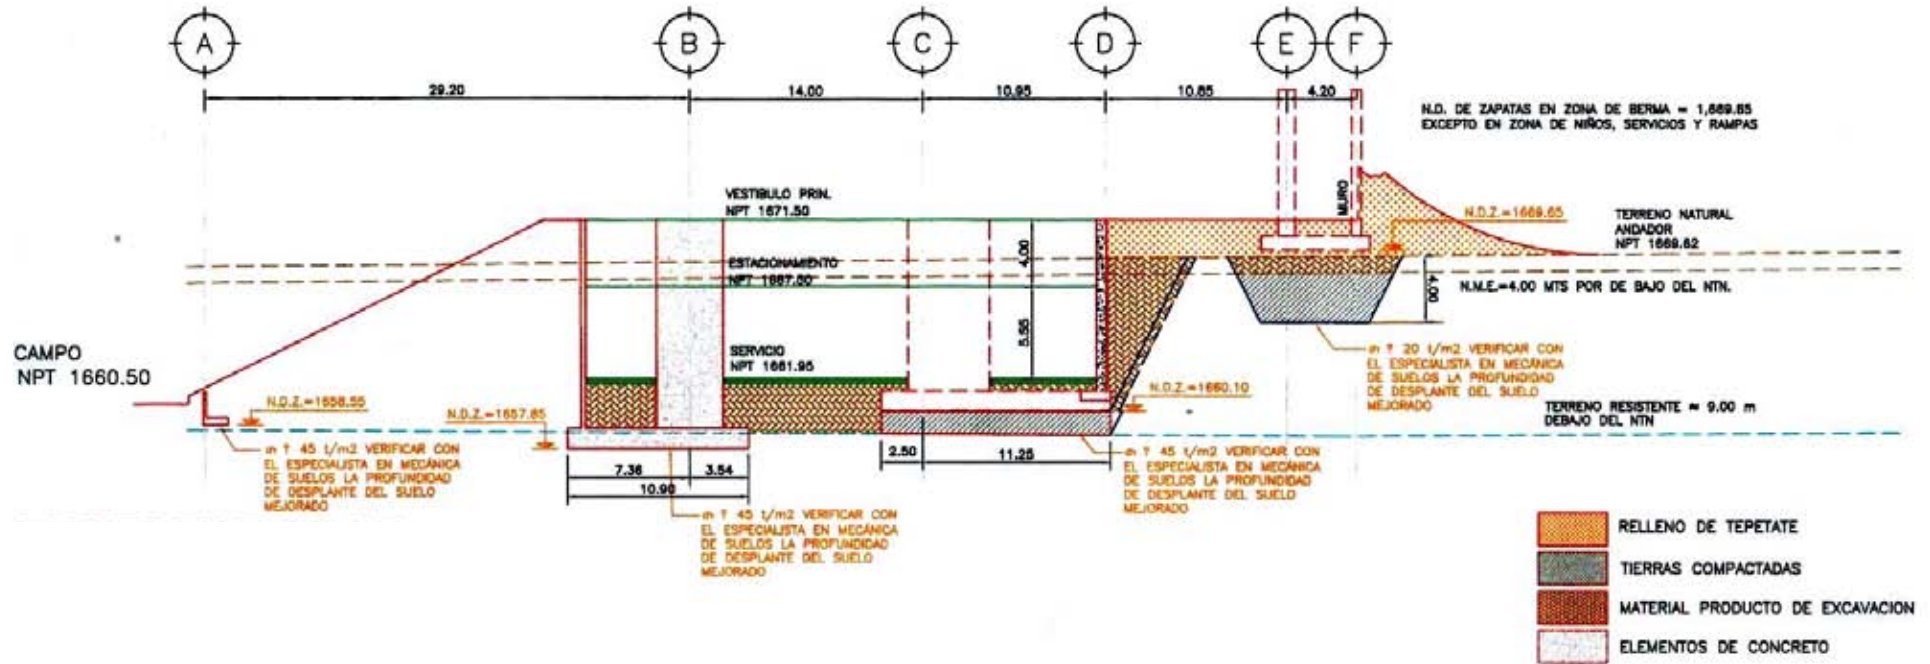 A
B
C
D
E
F
29.20
14.00
10.95
10.85
4.20
N.D. DE ZAPATAS EN ZONA DE BERMA = 1,669.65
EXCEPTO EN ZONA DE NIÑOS, SERVICIOS Y RAMPAS
VESTIBULO PRIN.
NPT 1671.50
MURO
N.D.Z.=1669.65
TERRENO NATURAL
ANDADOR
NPT 1669.62
4.00
ESTACIONAMIENTO
NPT 1667.50
4.00
N.M.E.=4.00 MTS POR DE BAJO DEL NTN.
5.55
CAMPO
NPT 1660.50
SERVICIO
NPT 1661.95
? 20 t/m2 VERIFICAR CON
EL ESPECIALISTA EN MECÁNICA
DE SUELOS LA PROFUNDIDAD
DE DESPLANTE DEL SUELO
MEJORADO
N.D.Z.=1658.55
N.D.Z.=1657.85
N.D.Z.=1660.10
TERRENO RESISTENTE ≈ 9.00 m
DEBAJO DEL NTN
? 45 t/m2 VERIFICAR CON
EL ESPECIALISTA EN MECÁNICA
DE SUELOS LA PROFUNDIDAD
DE DESPLANTE DEL SUELO
MEJORADO
7.36
3.54
10.90
2.50
11.25
? 45 t/m2 VERIFICAR CON
EL ESPECIALISTA EN MECÁNICA
DE SUELOS LA PROFUNDIDAD
DE DESPLANTE DEL SUELO
MEJORADO
? 45 t/m2 VERIFICAR CON
EL ESPECIALISTA EN MECÁNICA
DE SUELOS LA PROFUNDIDAD
DE DESPLANTE DEL SUELO
MEJORADO
RELLENO DE TEPETATE
TIERRAS COMPACTADAS
MATERIAL PRODUCTO DE EXCAVACION
ELEMENTOS DE CONCRETO